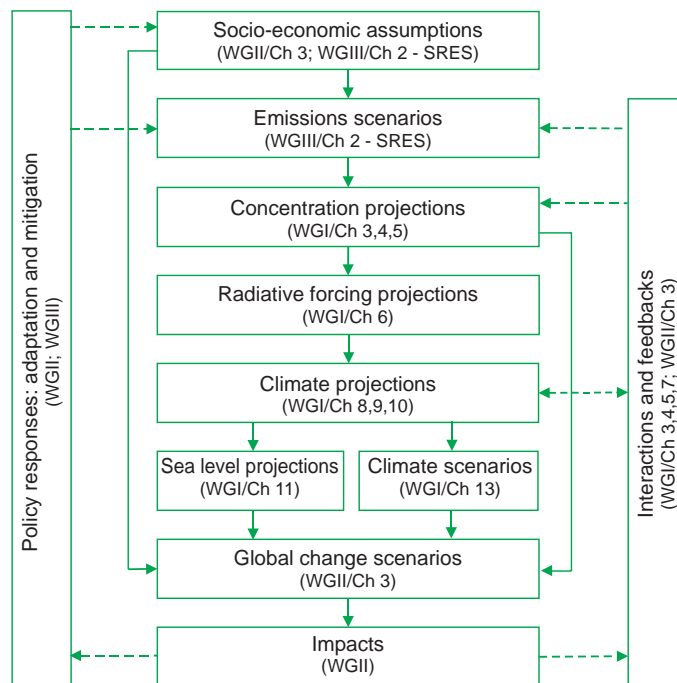 Socio-economic assumptions
(WGII/Ch 3; WGIII/Ch 2 - SRES)
Emissions scenarios
(WGIII/Ch 2 - SRES)
Concentration projections
(WGI/Ch 3,4,5)
Radiative forcing projections
(WGI/Ch 6)
Climate projections
(WGI/Ch 8,9,10)
Sea level projections
(WGI/Ch 11)
Climate scenarios
(WGI/Ch 13)
Global change scenarios
(WGII/Ch 3)
Impacts
(WGII)
Policy responses: adaptation and mitigation
(WGII; WGIII)
Interactions and feedbacks
(WGI/Ch 3,4,5,7; WGII/Ch 3)